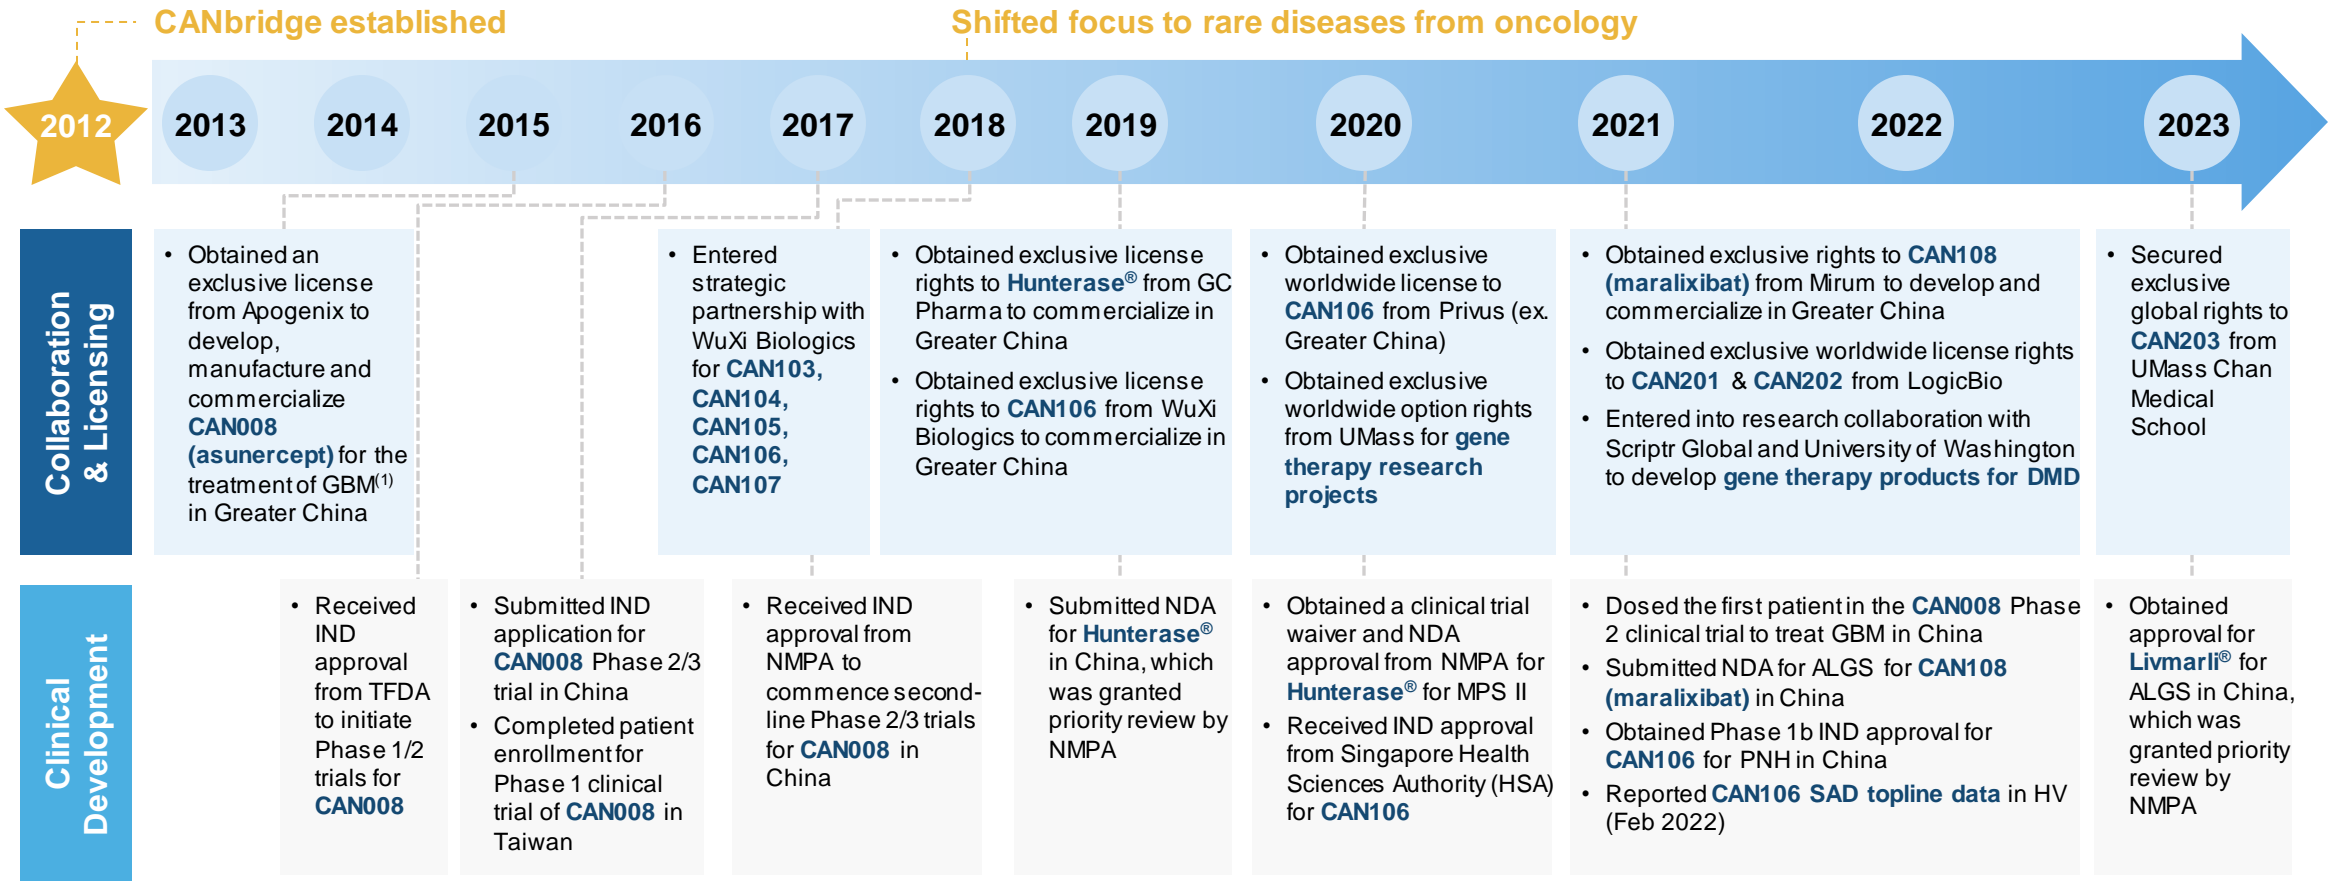 CANbridge established
Shifted focus to rare diseases from oncology
2012
2013
2014
2015
2016
2017
2018
2019
2020
2021
2022
2023
Collaboration
& Licensing
• Obtained an
exclusive license
from Apogenix to
develop,
manufacture and
commercialize
CAN008
(asunercept) for the
treatment of GBM(1)
in Greater China
• Entered
strategic
partnership with
WuXi Biologics
for CAN103,
CAN104,
CAN105,
CAN106,
CAN107
• Obtained exclusive license
rights to Hunterase® from GC
Pharma to commercialize in
Greater China
• Obtained exclusive license
rights to CAN106 from WuXi
Biologics to commercialize in
Greater China
• Obtained exclusive
worldwide license to
CAN106 from Privus (ex.
Greater China)
• Obtained exclusive
worldwide option rights
from UMass for gene
therapy research
projects
• Obtained exclusive rights to CAN108
(maralixibat) from Mirum to develop and
commercialize in Greater China
• Obtained exclusive worldwide license rights
to CAN201 & CAN202 from LogicBio
• Entered into research collaboration with
Scriptr Global and University of Washington
to develop gene therapy products for DMD
• Secured
exclusive
global rights to
CAN203 from
UMass Chan
Medical
School
Clinical
Development
• Received
IND
approval
from TFDA
to initiate
Phase 1/2
trials for
CAN008
• Submitted IND
application for
CAN008 Phase 2/3
trial in China
• Completed patient
enrollment for
Phase 1 clinical
trial of CAN008 in
Taiwan
• Received IND
approval from
NMPA to
commence second-
line Phase 2/3 trials
for CAN008 in
China
• Submitted NDA
for Hunterase®
in China, which
was granted
priority review by
NMPA
• Obtained a clinical trial
waiver and NDA
approval from NMPA for
Hunterase® for MPS II
• Received IND approval
from Singapore Health
Sciences Authority (HSA)
for CAN106
• Dosed the first patient in the CAN008 Phase
2 clinical trial to treat GBM in China
• Submitted NDA for ALGS for CAN108
(maralixibat) in China
• Obtained Phase 1b IND approval for
CAN106 for PNH in China
• Reported CAN106 SAD topline data in HV
(Feb 2022)
• Obtained
approval for
Livmarli® for
ALGS in China,
which was
granted priority
review by
NMPA